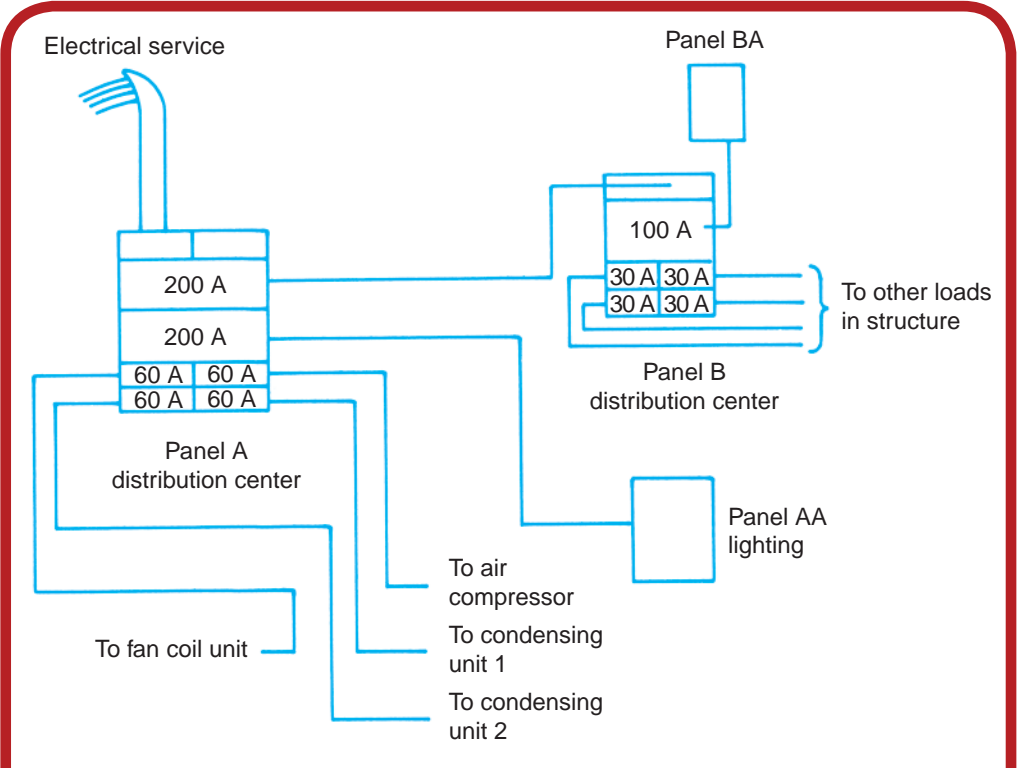 Electrical service
Panel BA
200 A
200 A
60 A 60 A
60 A 60 A
Panel A
distribution center
100 A
30 A 30 A
30 A 30 A
To other loads
in structure
Panel B
distribution center
Panel AA
lighting
To air
compressor
To fan coil unit
To condensing
unit 1
To condensing
unit 2